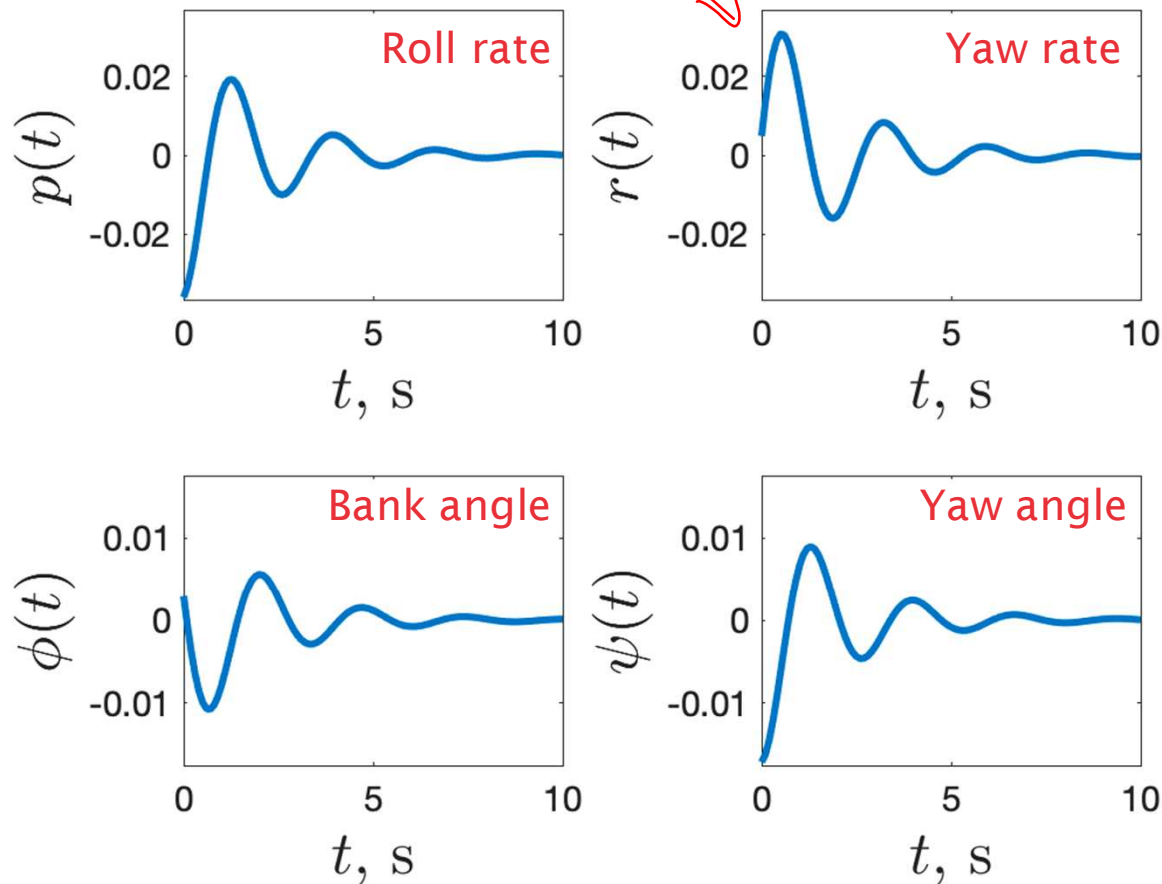 Roll rate
0.02
0
-0.02
p(t)
0 5 10
t, s
Yaw rate
0.02
0
-0.02
r(t)
0 5 10
t, s
Bank angle
0.01
0
-0.01
ϕ(t)
0 5 10
t, s
Yaw angle
0.01
0
-0.01
ψ(t)
0 5 10
t, s